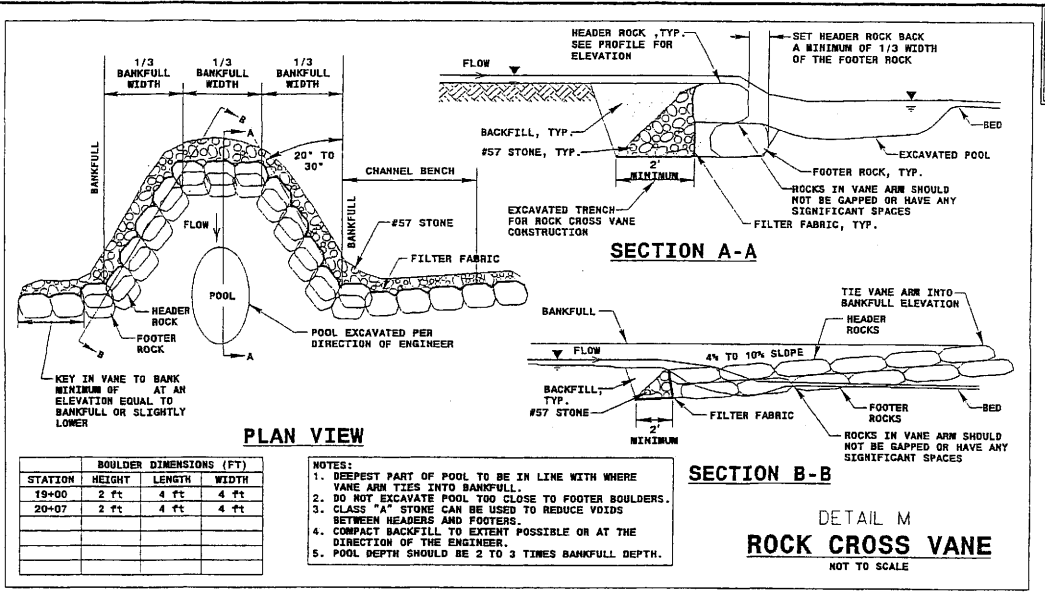 1/3
BANKFULL
WIDTH
1/3
BANKFULL
WIDTH
1/3
BANKFULL
WIDTH
B
A
BANKFULL
20° TO
30°
CHANNEL BENCH
BANKFULL
FLOW
#57 STONE
FILTER FABRIC
POOL
HEADER
ROCK
FOOTER
ROCK
POOL EXCAVATED PER
DIRECTION OF ENGINEER
B
A
KEY IN VANE TO BANK
MINIMUM OF AT AN
ELEVATION EQUAL TO
BANKFULL OR SLIGHTLY
LOWER
PLAN VIEW
HEADER ROCK ,TYP.
SEE PROFILE FOR
ELEVATION
SET HEADER ROCK BACK
A MINIMUM OF 1/3 WIDTH
OF THE FOOTER ROCK
FLOW
BACKFILL, TYP.
#57 STONE, TYP.
2'
MINIMUM
BED
EXCAVATED POOL
FOOTER ROCK, TYP.
ROCKS IN VANE ARM SHOULD
NOT BE GAPPED OR HAVE ANY
SIGNIFICANT SPACES
EXCAVATED TRENCH
FOR ROCK CROSS VANE
CONSTRUCTION
FILTER FABRIC, TYP.
SECTION A-A
TIE VANE ARM INTO
BANKFULL ELEVATION
BANKFULL
HEADER
ROCKS
FLOW
4% TO 10% SLOPE
BACKFILL,
TYP.
#57 STONE
2'
MINIMUM
FILTER FABRIC
FOOTER
ROCKS
BED
ROCKS IN VANE ARM SHOULD
NOT BE GAPPED OR HAVE ANY
SIGNIFICANT SPACES
SECTION B-B
BOULDER DIMENSIONS (FT)
STATION HEIGHT LENGTH WIDTH
19+00 2 ft 4 ft 4 ft
20+07 2 ft 4 ft 4 ft
NOTES:
1. DEEPEST PART OF POOL TO BE IN LINE WITH WHERE
VANE ARM TIES INTO BANKFULL.
2. DO NOT EXCAVATE POOL TOO CLOSE TO FOOTER BOULDERS.
3. CLASS "A" STONE CAN BE USED TO REDUCE VOIDS
BETWEEN HEADERS AND FOOTERS.
4. COMPACT BACKFILL TO EXTENT POSSIBLE OR AT THE
DIRECTION OF THE ENGINEER.
5. POOL DEPTH SHOULD BE 2 TO 3 TIMES BANKFULL DEPTH.
DETAIL M
ROCK CROSS VANE
NOT TO SCALE